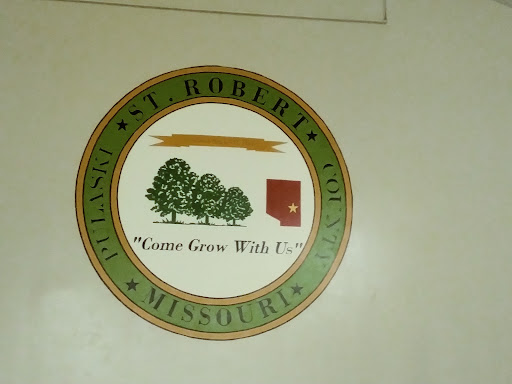 ST. ROBERT
PULASKI
COUNTY
"Come Grow With Us"
MISSOURI